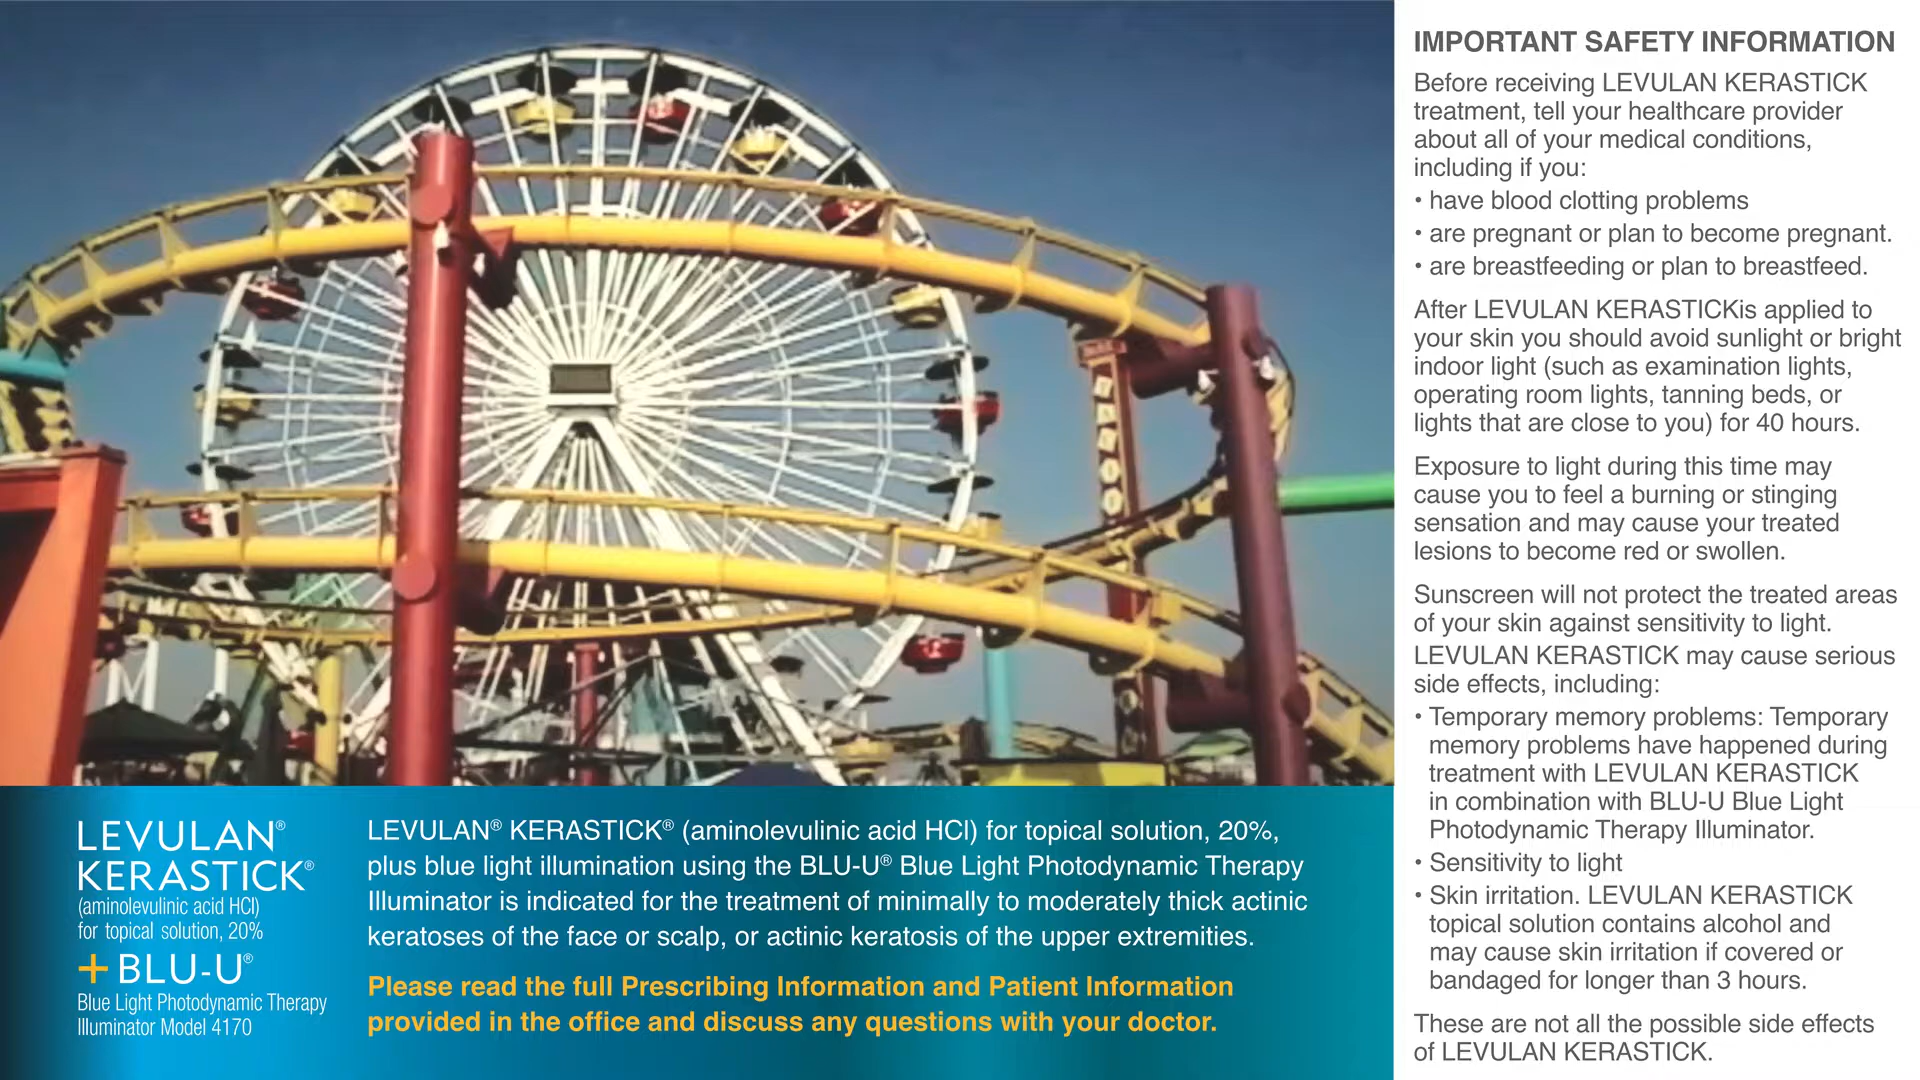 IMPORTANT SAFETY INFORMATION
Before receiving LEVULAN KERASTICK
treatment, tell your healthcare provider
about all of your medical conditions,
including if you:
• have blood clotting problems
• are pregnant or plan to become pregnant.
• are breastfeeding or plan to breastfeed.
After LEVULAN KERASTICKis applied to
your skin you should avoid sunlight or bright
indoor light (such as examination lights,
operating room lights, tanning beds, or
lights that are close to you) for 40 hours.
Exposure to light during this time may
cause you to feel a burning or stinging
sensation and may cause your treated
lesions to become red or swollen.
Sunscreen will not protect the treated areas
of your skin against sensitivity to light.
LEVULAN KERASTICK may cause serious
side effects, including:
• Temporary memory problems: Temporary
memory problems have happened during
treatment with LEVULAN KERASTICK
in combination with BLU-U Blue Light
Photodynamic Therapy Illuminator.
• Sensitivity to light
• Skin irritation. LEVULAN KERASTICK
topical solution contains alcohol and
may cause skin irritation if covered or
bandaged for longer than 3 hours.
These are not all the possible side effects
of LEVULAN KERASTICK.
LEVULAN®
KERASTICK®
(aminolevulinic acid HCl)
for topical solution, 20%
+ BLU-U®
Blue Light Photodynamic Therapy
Illuminator Model 4170
LEVULAN® KERASTICK® (aminolevulinic acid HCl) for topical solution, 20%,
plus blue light illumination using the BLU-U® Blue Light Photodynamic Therapy
Illuminator is indicated for the treatment of minimally to moderately thick actinic
keratoses of the face or scalp, or actinic keratosis of the upper extremities.
Please read the full Prescribing Information and Patient Information
provided in the office and discuss any questions with your doctor.